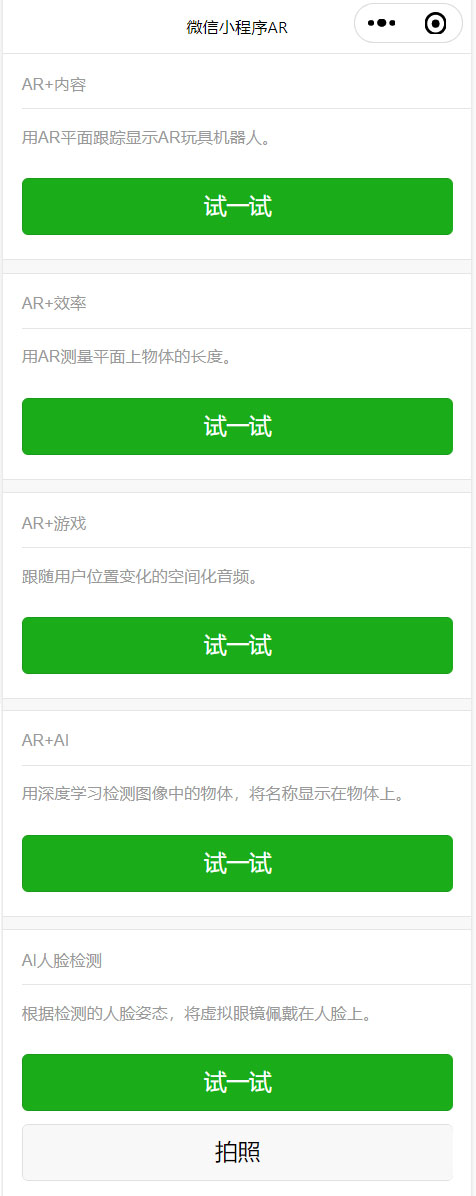 微信小程序AR
AR+内容
用AR平面跟踪显示AR玩具机器人。
试一试
AR+效率
用AR测量平面上物体的长度。
试一试
AR+游戏
跟随用户位置变化的空间化音频。
试一试
AR+AI
用深度学习检测图像中的物体，将名称显示在物体上。
试一试
AI人脸检测
根据检测的人脸姿态，将虚拟眼镜佩戴在人脸上。
试一试
拍照